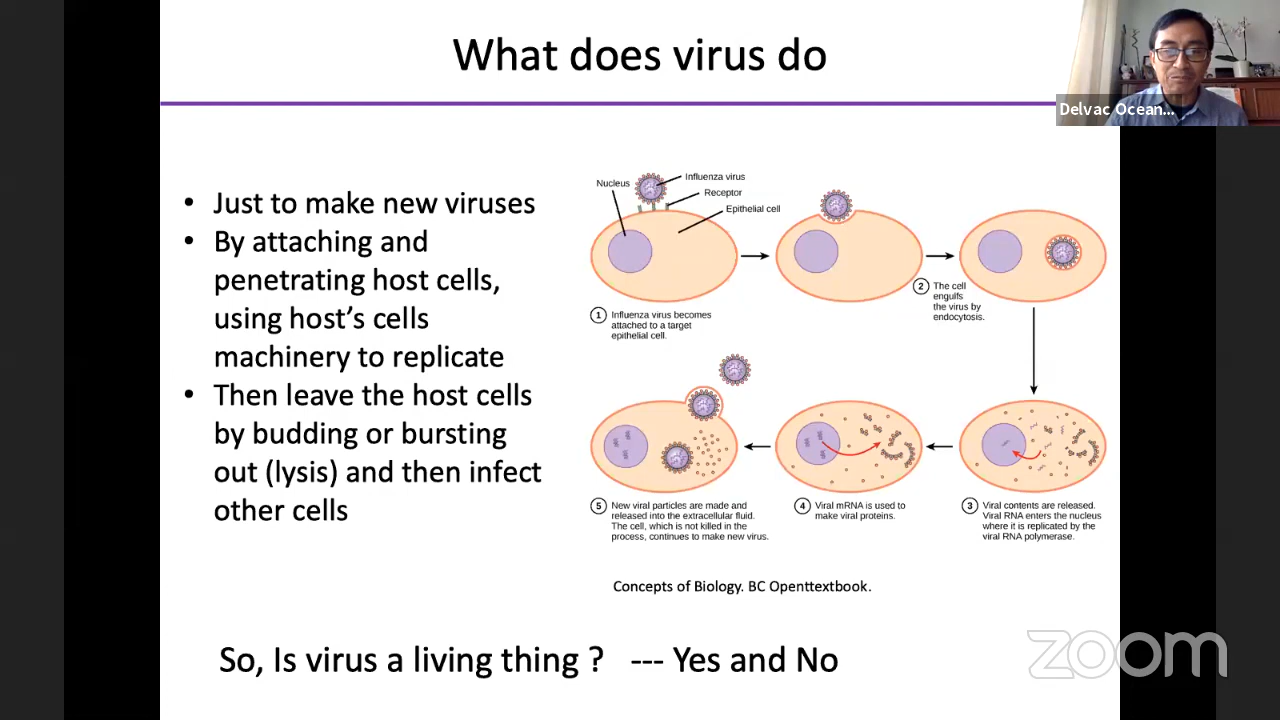 What does virus do
Delvac Ocean...
• Just to make new viruses
• By attaching and
penetrating host cells,
using host's cells
machinery to replicate
• Then leave the host cells
by budding or bursting
out (lysis) and then infect
other cells
Nucleus
Influenza virus
Receptor
Epithelial cell
1 Influenza virus becomes
attached to a target
epithelial cell.
2 The cell
engulfs
the virus by
endocytosis.
5 New viral particles are made and
released into the extracellular fluid.
The cell, which is not killed in the
process, continues to make new virus.
4 Viral mRNA is used to
make viral proteins.
3 Viral contents are released.
Viral RNA enters the nucleus
where it is replicated by the
viral RNA polymerase.
Concepts of Biology. BC Openttextbook.
So, Is virus a living thing ? --- Yes and No
zoom